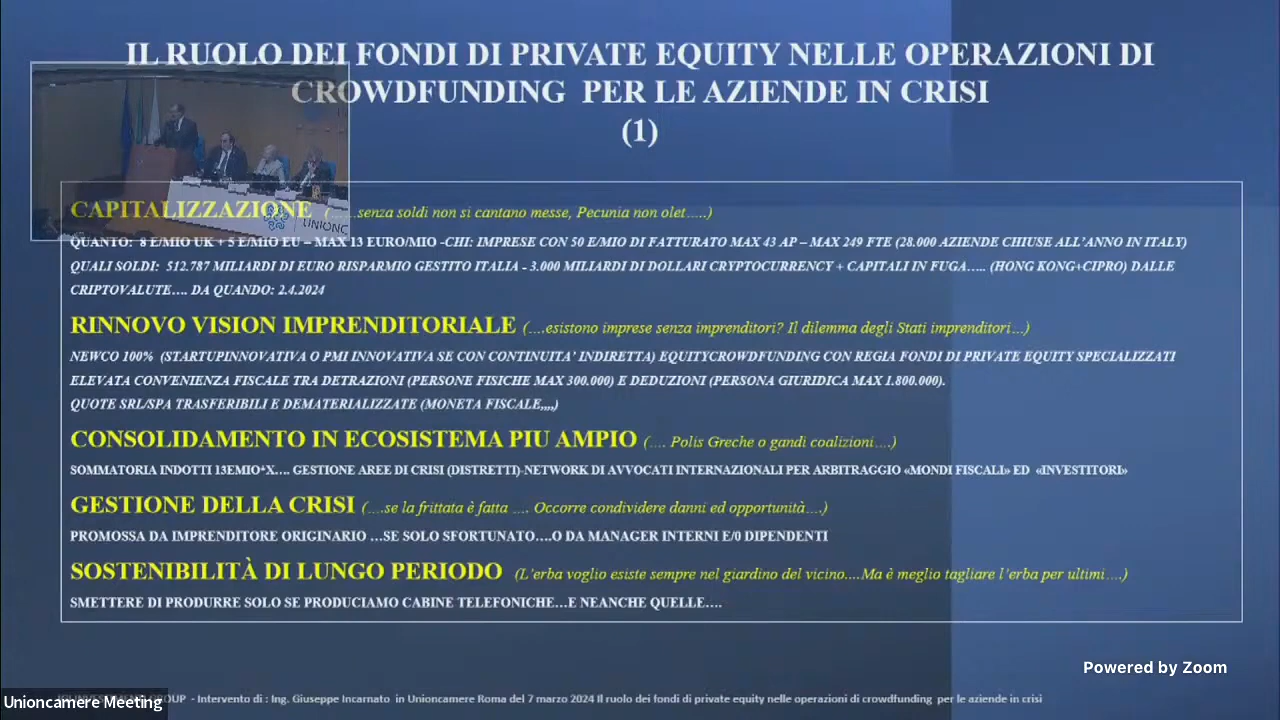 IL RUOLO DEI FONDI DI PRIVATE EQUITY NELLE OPERAZIONI DI
CROWDFUNDING PER LE AZIENDE IN CRISI
(1)
UNIONC
CAPITALIZZAZIONE (…….senza soldi non si cantano messe, Pecunia non olet…..)
QUANTO: 8 E/MIO UK + 5 E/MIO EU – MAX 13 EURO/MIO -CHI: IMPRESE CON 50 E/MIO DI FATTURATO MAX 43 AP – MAX 249 FTE (28.000 AZIENDE CHIUSE ALL'ANNO IN ITALY)
QUALI SOLDI: 512.787 MILIARDI DI EURO RISPARMIO GESTITO ITALIA - 3.000 MILIARDI DI DOLLARI CRYPTOCURRENCY + CAPITALI IN FUGA….. (HONG KONG+CIPRO) DALLE
CRIPTOVALUTE…. DA QUANDO: 2.4.2024
RINNOVO VISION IMPRENDITORIALE (….esistono imprese senza imprenditori? Il dilemma degli Stati imprenditori…)
NEWCO 100% (STARTUPINNOVATIVA O PMI INNOVATIVA SE CON CONTINUITA' INDIRETTA) EQUITYCROWDFUNDING CON REGIA FONDI DI PRIVATE EQUITY SPECIALIZZATI
ELEVATA CONVENIENZA FISCALE TRA DETRAZIONI (PERSONE FISICHE MAX 300.000) E DEDUZIONI (PERSONA GIURIDICA MAX 1.800.000).
QUOTE SRL/SPA TRASFERIBILI E DEMATERIALIZZATE (MONETA FISCALE,,,,)
CONSOLIDAMENTO IN ECOSISTEMA PIU AMPIO (…. Polis Greche o gandi coalizioni….)
SOMMATORIA INDOTTI 13EMIO*X…. GESTIONE AREE DI CRISI (DISTRETTI)-NETWORK DI AVVOCATI INTERNAZIONALI PER ARBITRAGGIO «MONDI FISCALI» ED «INVESTITORI»
GESTIONE DELLA CRISI (….se la frittata è fatta …. Occorre condividere danni ed opportunità….)
PROMOSSA DA IMPRENDITORE ORIGINARIO …SE SOLO SFORTUNATO….O DA MANAGER INTERNI E/0 DIPENDENTI
SOSTENIBILITÀ DI LUNGO PERIODO (L'erba voglio esiste sempre nel giardino del vicino....Ma è meglio tagliare l'erba per ultimi….)
SMETTERE DI PRODURRE SOLO SE PRODUCIAMO CABINE TELEFONICHE…E NEANCHE QUELLE….
Powered by Zoom
GROUP - Intervento di : Ing. Giuseppe Incarnato in Unioncamere Roma del 7 marzo 2024 Il ruolo dei fondi di private equity nelle operazioni di crowdfunding per le aziende in crisi
Unioncamere Meeting